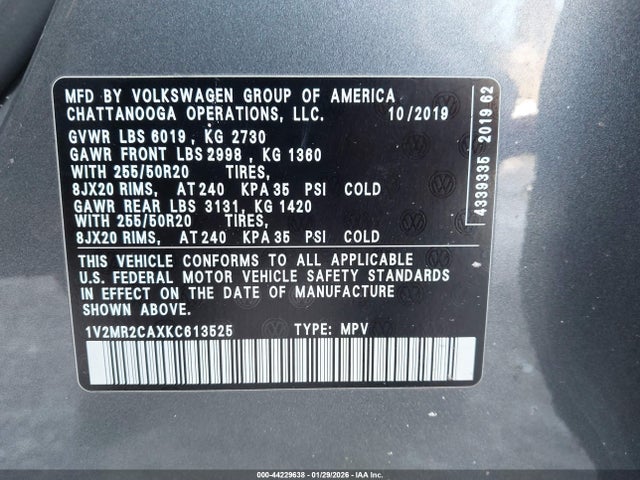 MFD BY VOLKSWAGEN GROUP OF AMERICA
CHATTANOOGA OPERATIONS, LLC. 10/2019
GVWR LBS 6019 , KG 2730
GAWR FRONT LBS 2998 , KG 1360
WITH 255/50R20 TIRES,
8JX20 RIMS, AT 240 KPA 35 PSI COLD
GAWR REAR LBS 3131, KG 1420
WITH 255/50R20 TIRES,
8JX20 RIMS, AT 240 KPA 35 PSI COLD
THIS VEHICLE CONFORMS TO ALL APPLICABLE
U.S. FEDERAL MOTOR VEHICLE SAFETY STANDARDS
IN EFFECT ON THE DATE OF MANUFACTURE
SHOWN ABOVE.
1V2MR2CAXKC613525 TYPE: MPV
4339335 2019 62
000-44229638 - 01/29/2026 - IAA Inc.